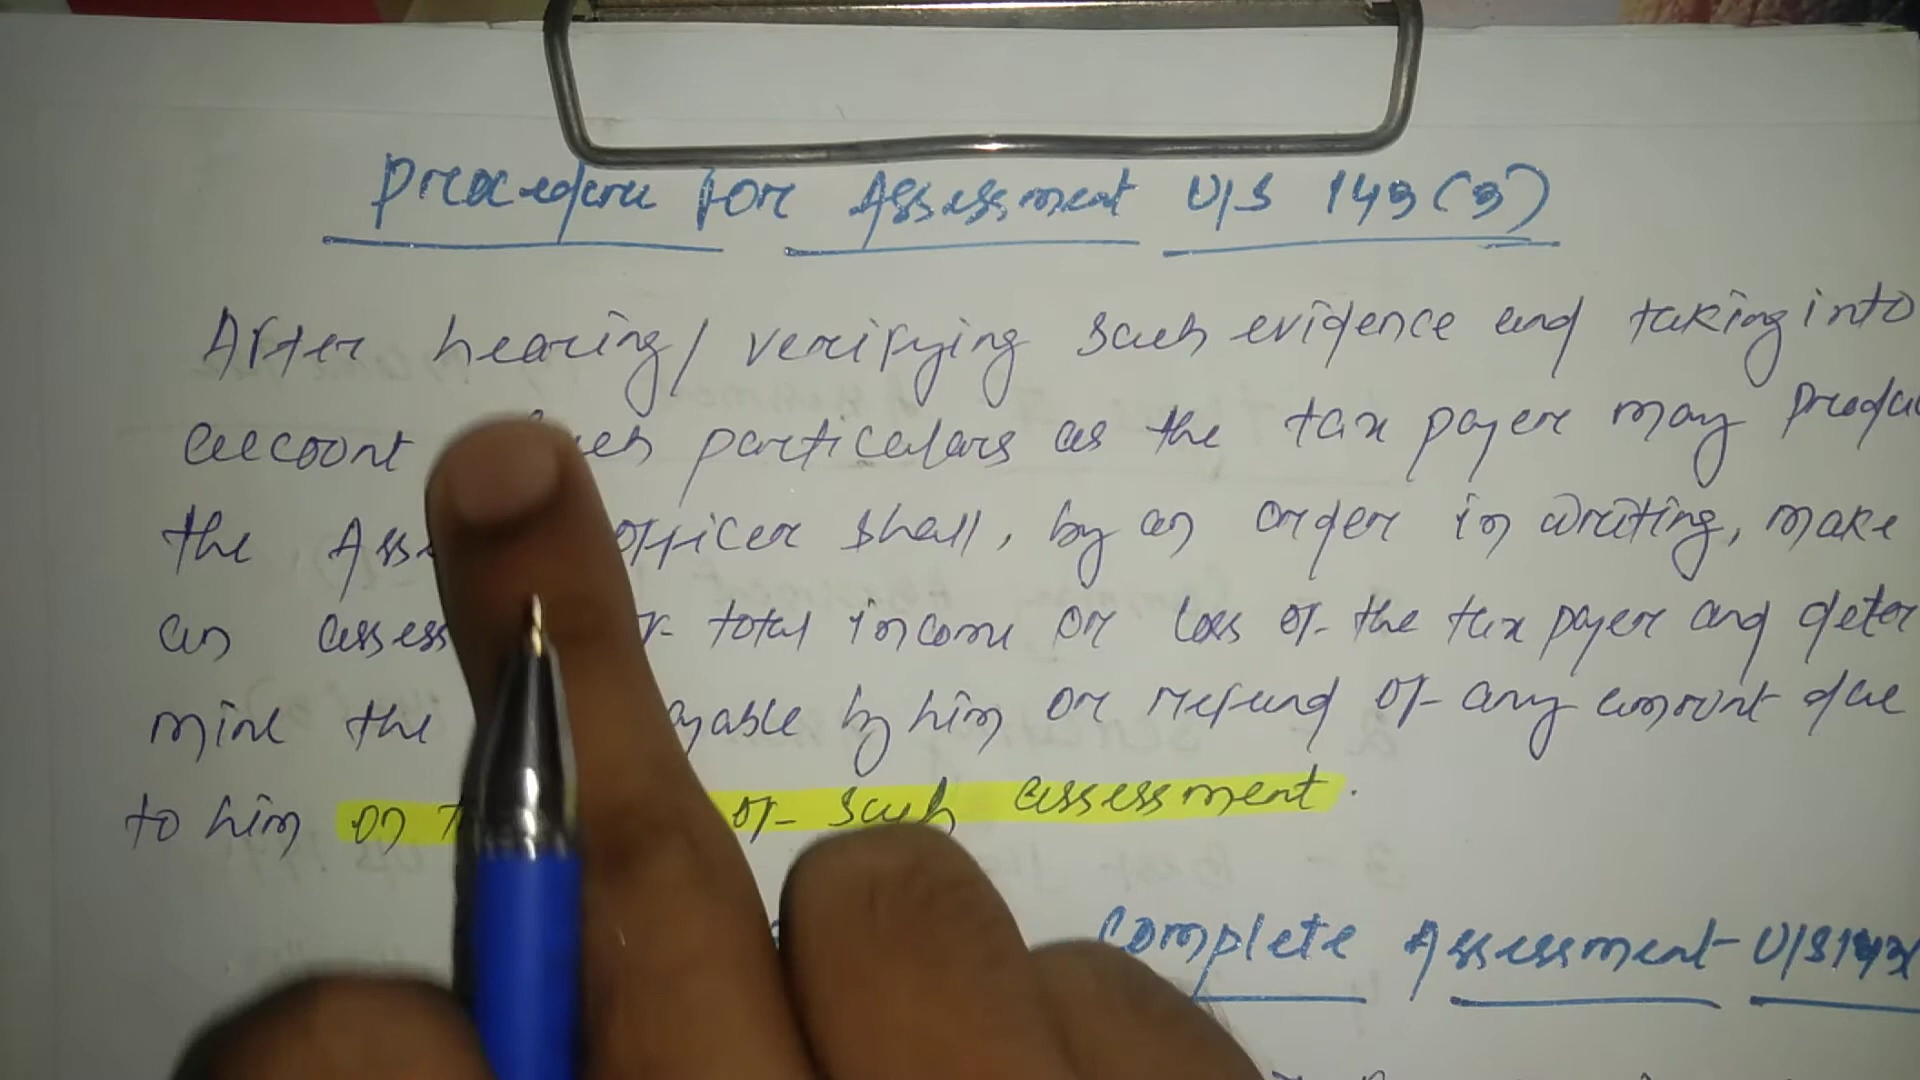 Procedure for Assessment U/S 143(3)
After hearing/ verifying such evidence and taking into
account particulars as the tax payer may
the officer shall, by an order in writing, make
an total income or loss of the tax payer and deter
mine the by him or refund of any amount due
to him on of such assessment.
complete Assessment U/S